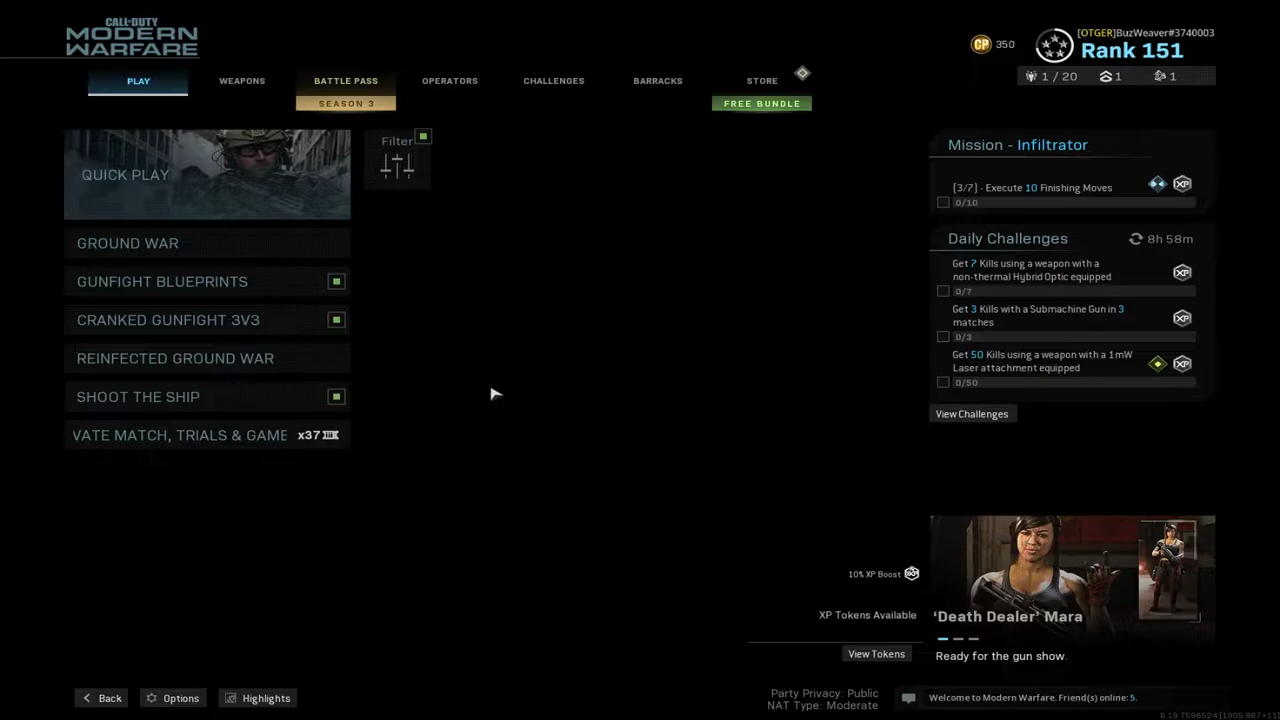 CALL OF DUTY
MODERN
WARFARE
CP 350
[OTGER]BuzWeaver#3740003
Rank 151
1 / 20 1 1
PLAY WEAPONS BATTLE PASS OPERATORS CHALLENGES BARRACKS STORE
SEASON 3 FREE BUNDLE
QUICK PLAY
Filter
GROUND WAR
GUNFIGHT BLUEPRINTS
CRANKED GUNFIGHT 3V3
REINFECTED GROUND WAR
SHOOT THE SHIP
VATE MATCH, TRIALS & GAME x37
Mission - Infiltrator
[3/7] - Execute 10 Finishing Moves XP
0/10
Daily Challenges 8h 58m
Get 7 Kills using a weapon with a
non-thermal Hybrid Optic equipped XP
0/7
Get 3 Kills with a Submachine Gun in 3
matches XP
0/3
Get 50 Kills using a weapon with a 1mW
Laser attachment equipped XP
0/50
View Challenges
10% XP Boost
XP Tokens Available
View Tokens
'Death Dealer' Mara
Ready for the gun show.
Back Options Highlights
Party Privacy: Public
NAT Type: Moderate
Welcome to Modern Warfare. Friend(s) online: 5.